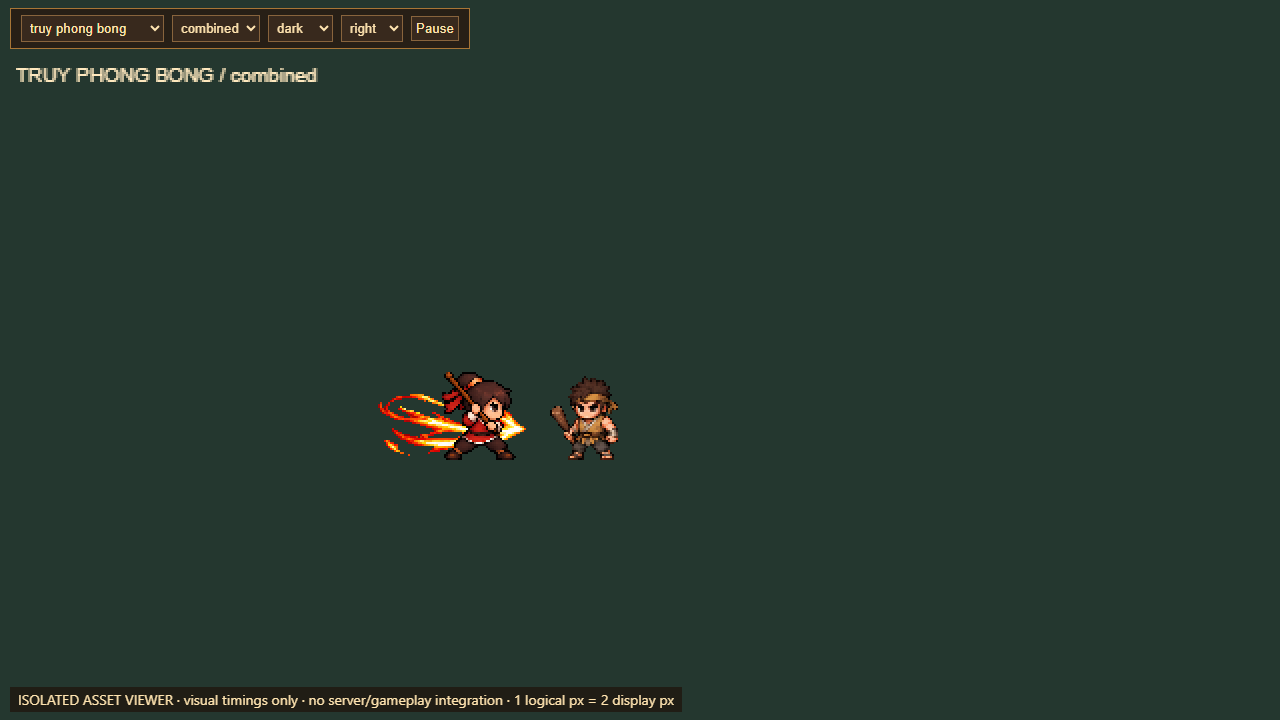 truy phong bong combined dark right Pause
TRUY PHONG BONG / combined
ISOLATED ASSET VIEWER · visual timings only · no server/gameplay integration · 1 logical px = 2 display px